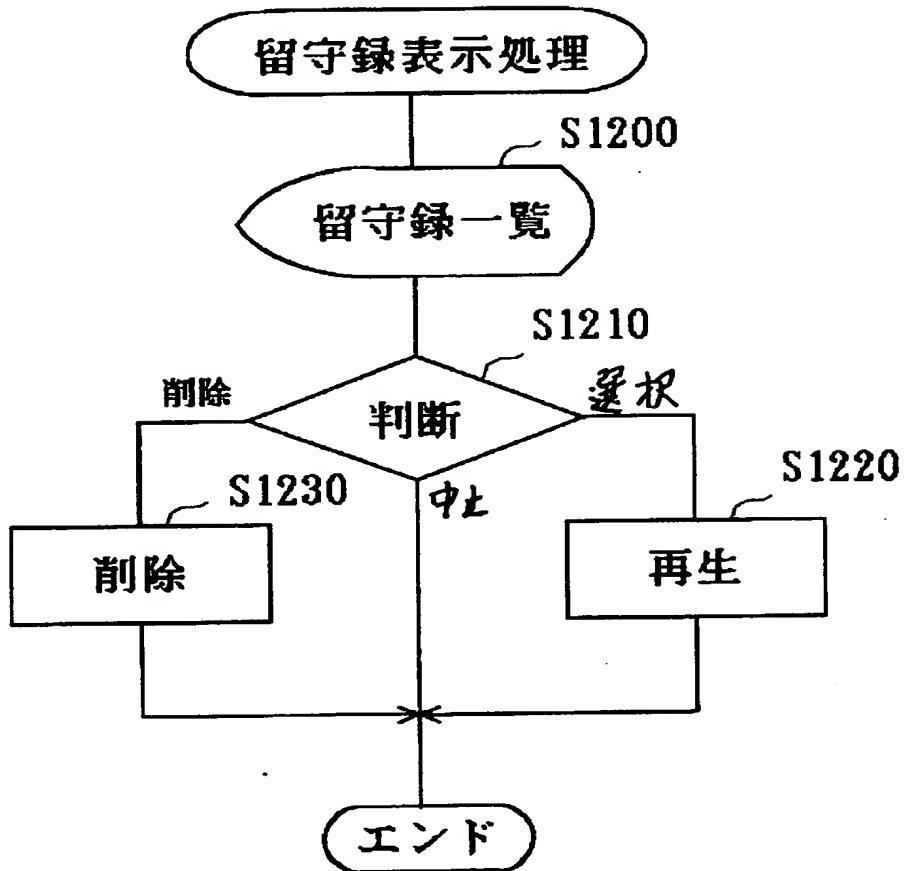 留守録表示処理
S1200
留守録一覧
S1210
削除
選択
判断
中止
S1230
S1220
削除
再生
エンド